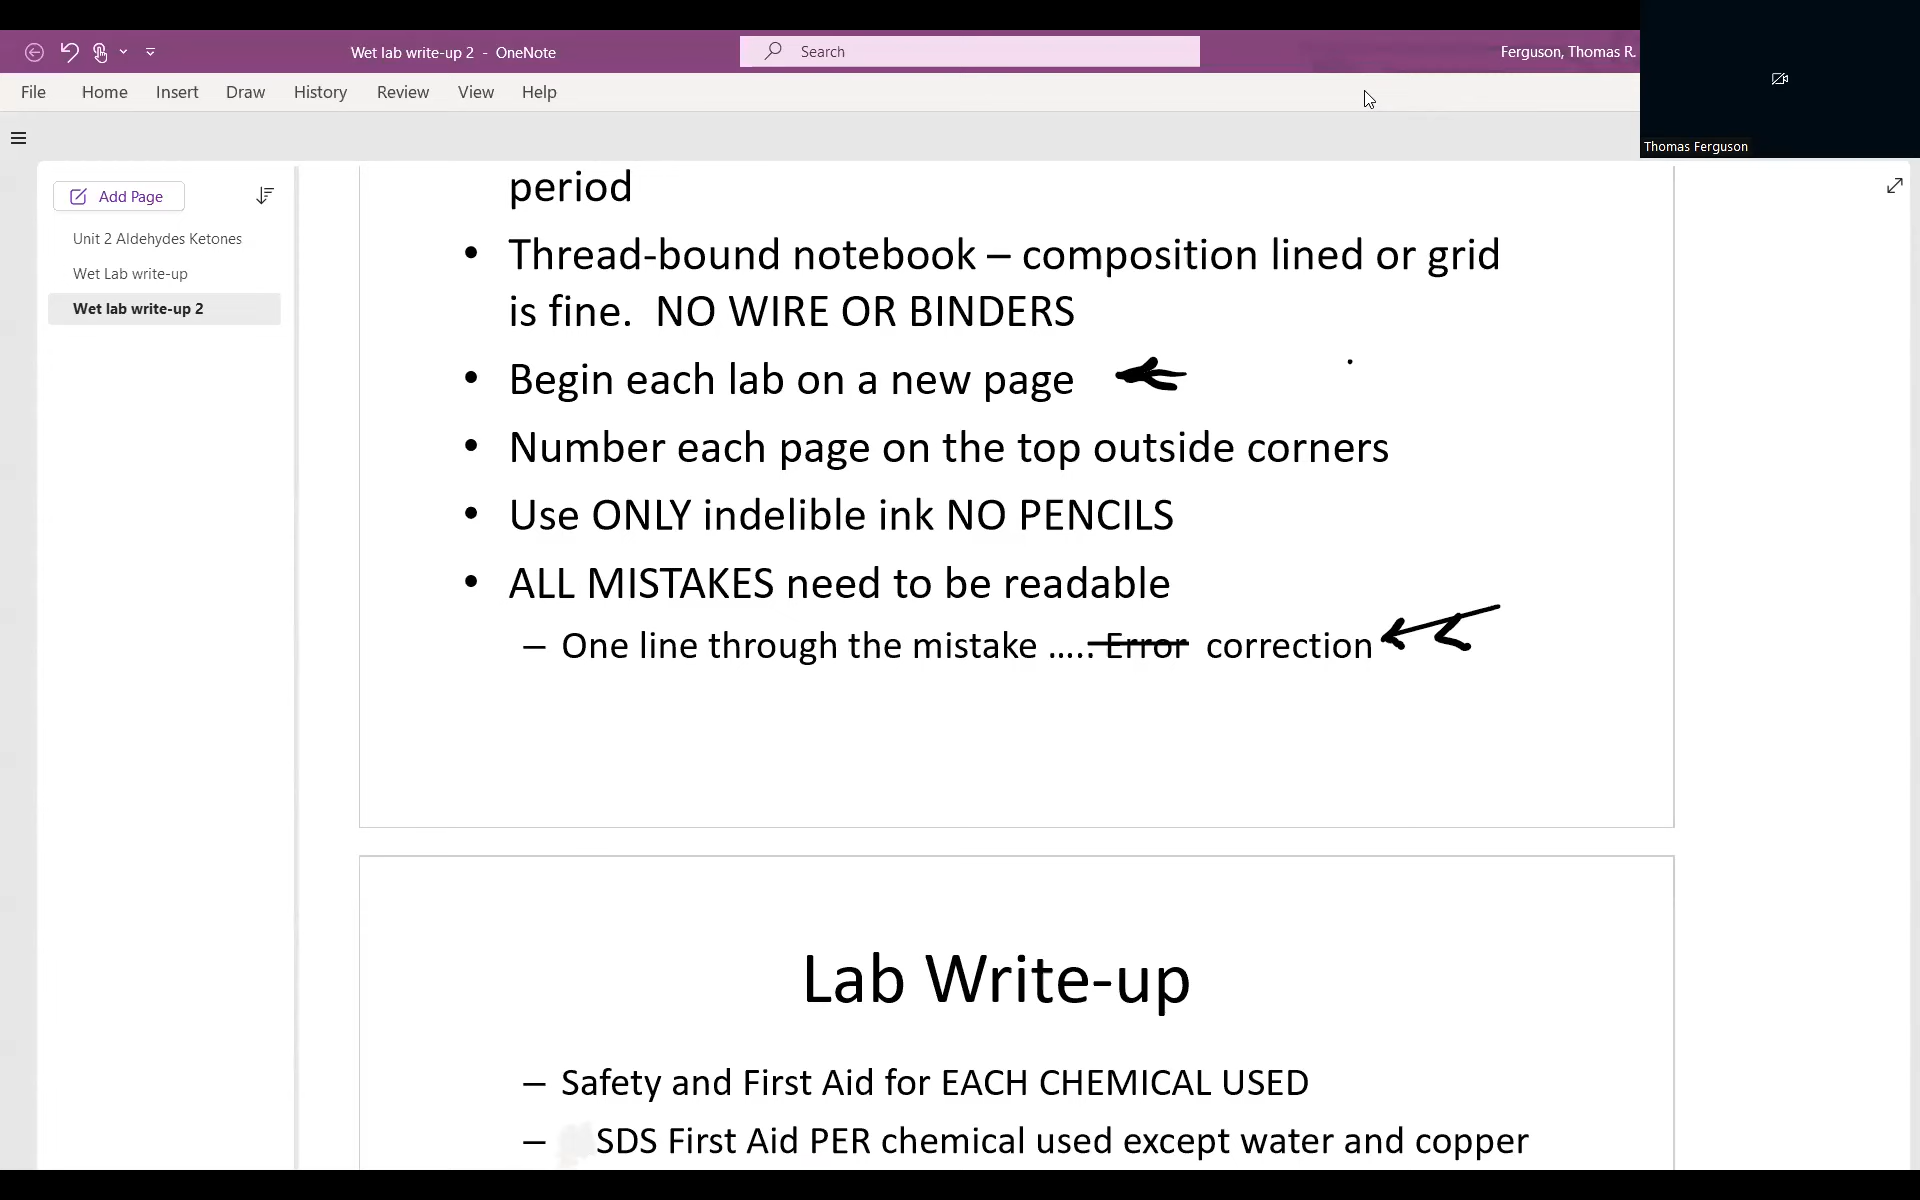 Wet lab write-up 2 - OneNote
Search
Ferguson, Thomas R.
File Home Insert Draw History Review View Help
Thomas Ferguson
Add Page
Unit 2 Aldehydes Ketones
Wet Lab write-up
Wet lab write-up 2
period
• Thread-bound notebook – composition lined or grid
is fine. NO WIRE OR BINDERS
• Begin each lab on a new page
• Number each page on the top outside corners
• Use ONLY indelible ink NO PENCILS
• ALL MISTAKES need to be readable
– One line through the mistake ….. Error correction
Lab Write-up
– Safety and First Aid for EACH CHEMICAL USED
– SDS First Aid PER chemical used except water and copper